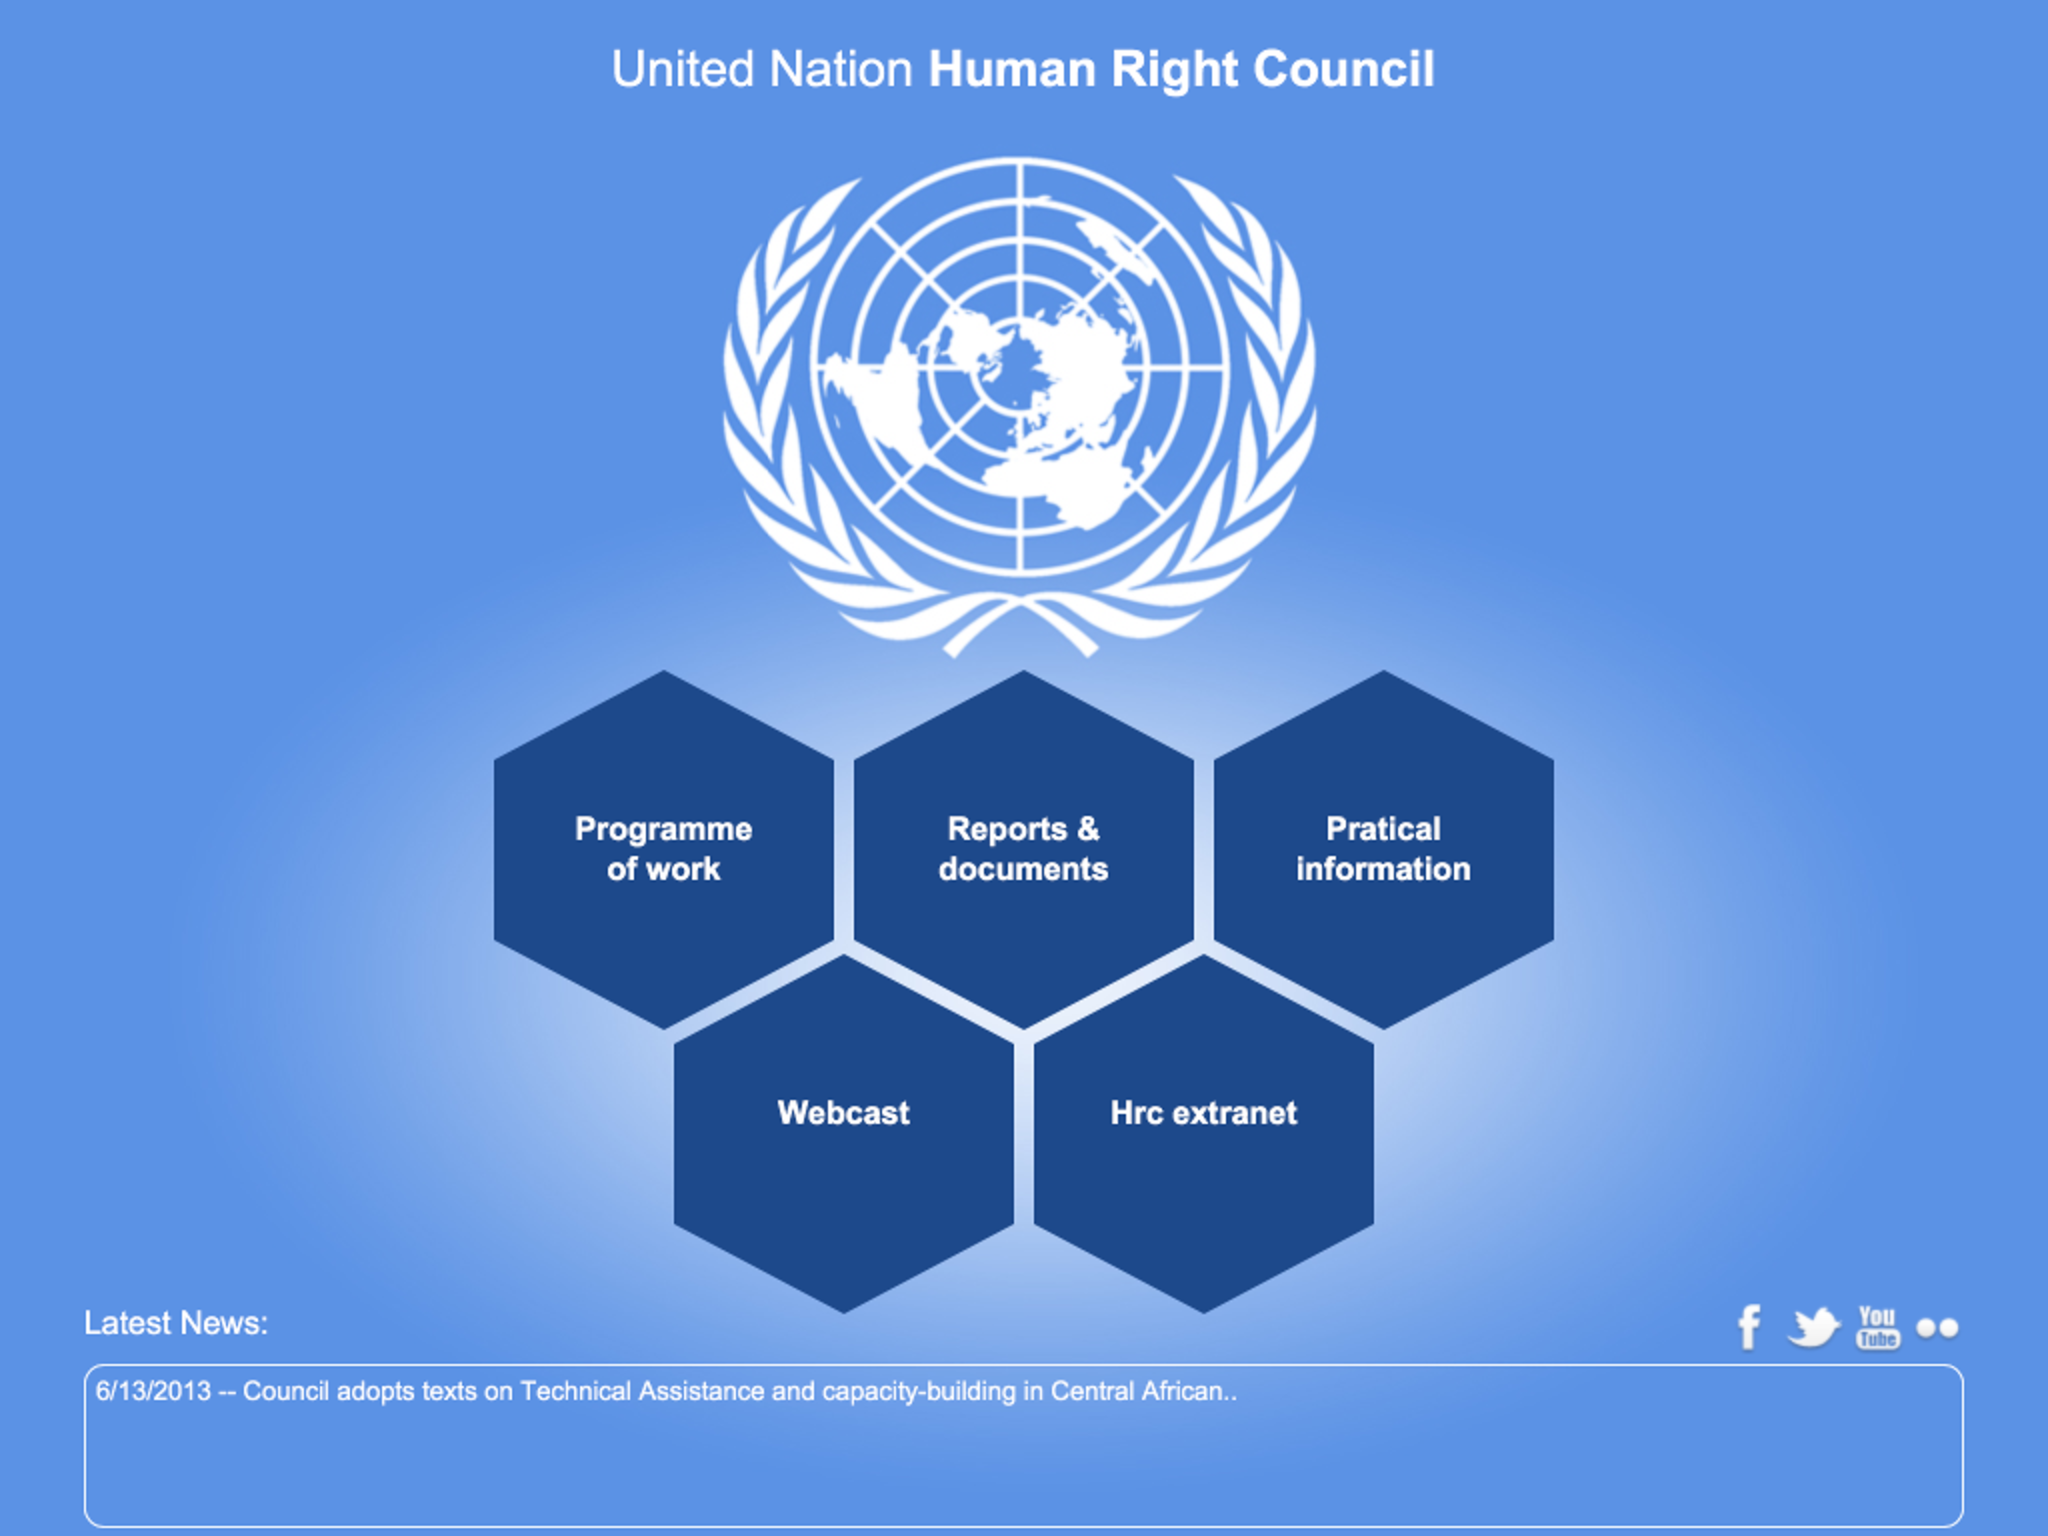 United Nation Human Right Council
Programme
of work
Reports &
documents
Pratical
information
Webcast
Hrc extranet
Latest News:
f
You
Tube
6/13/2013 -- Council adopts texts on Technical Assistance and capacity-building in Central African..